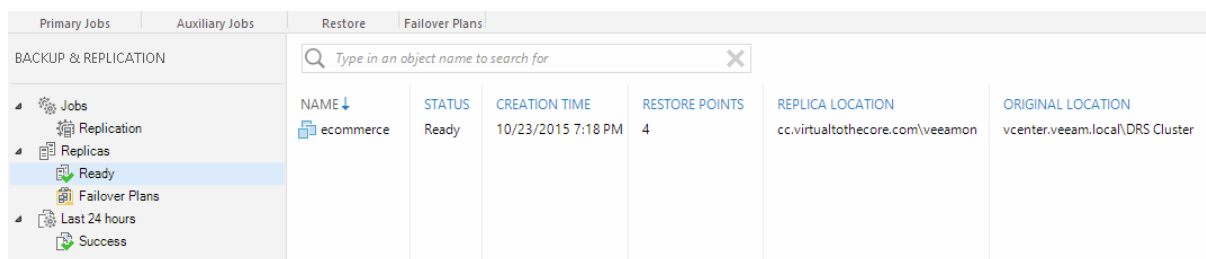 Primary Jobs Auxiliary Jobs Restore Failover Plans
BACKUP & REPLICATION
Type in an object name to search for
Jobs
Replication
Replicas
Ready
Failover Plans
Last 24 hours
Success
NAME STATUS CREATION TIME RESTORE POINTS REPLICA LOCATION ORIGINAL LOCATION
ecommerce Ready 10/23/2015 7:18 PM 4 cc.virtualtothecore.com\veeamon vcenter.veeam.local\DRS Cluster